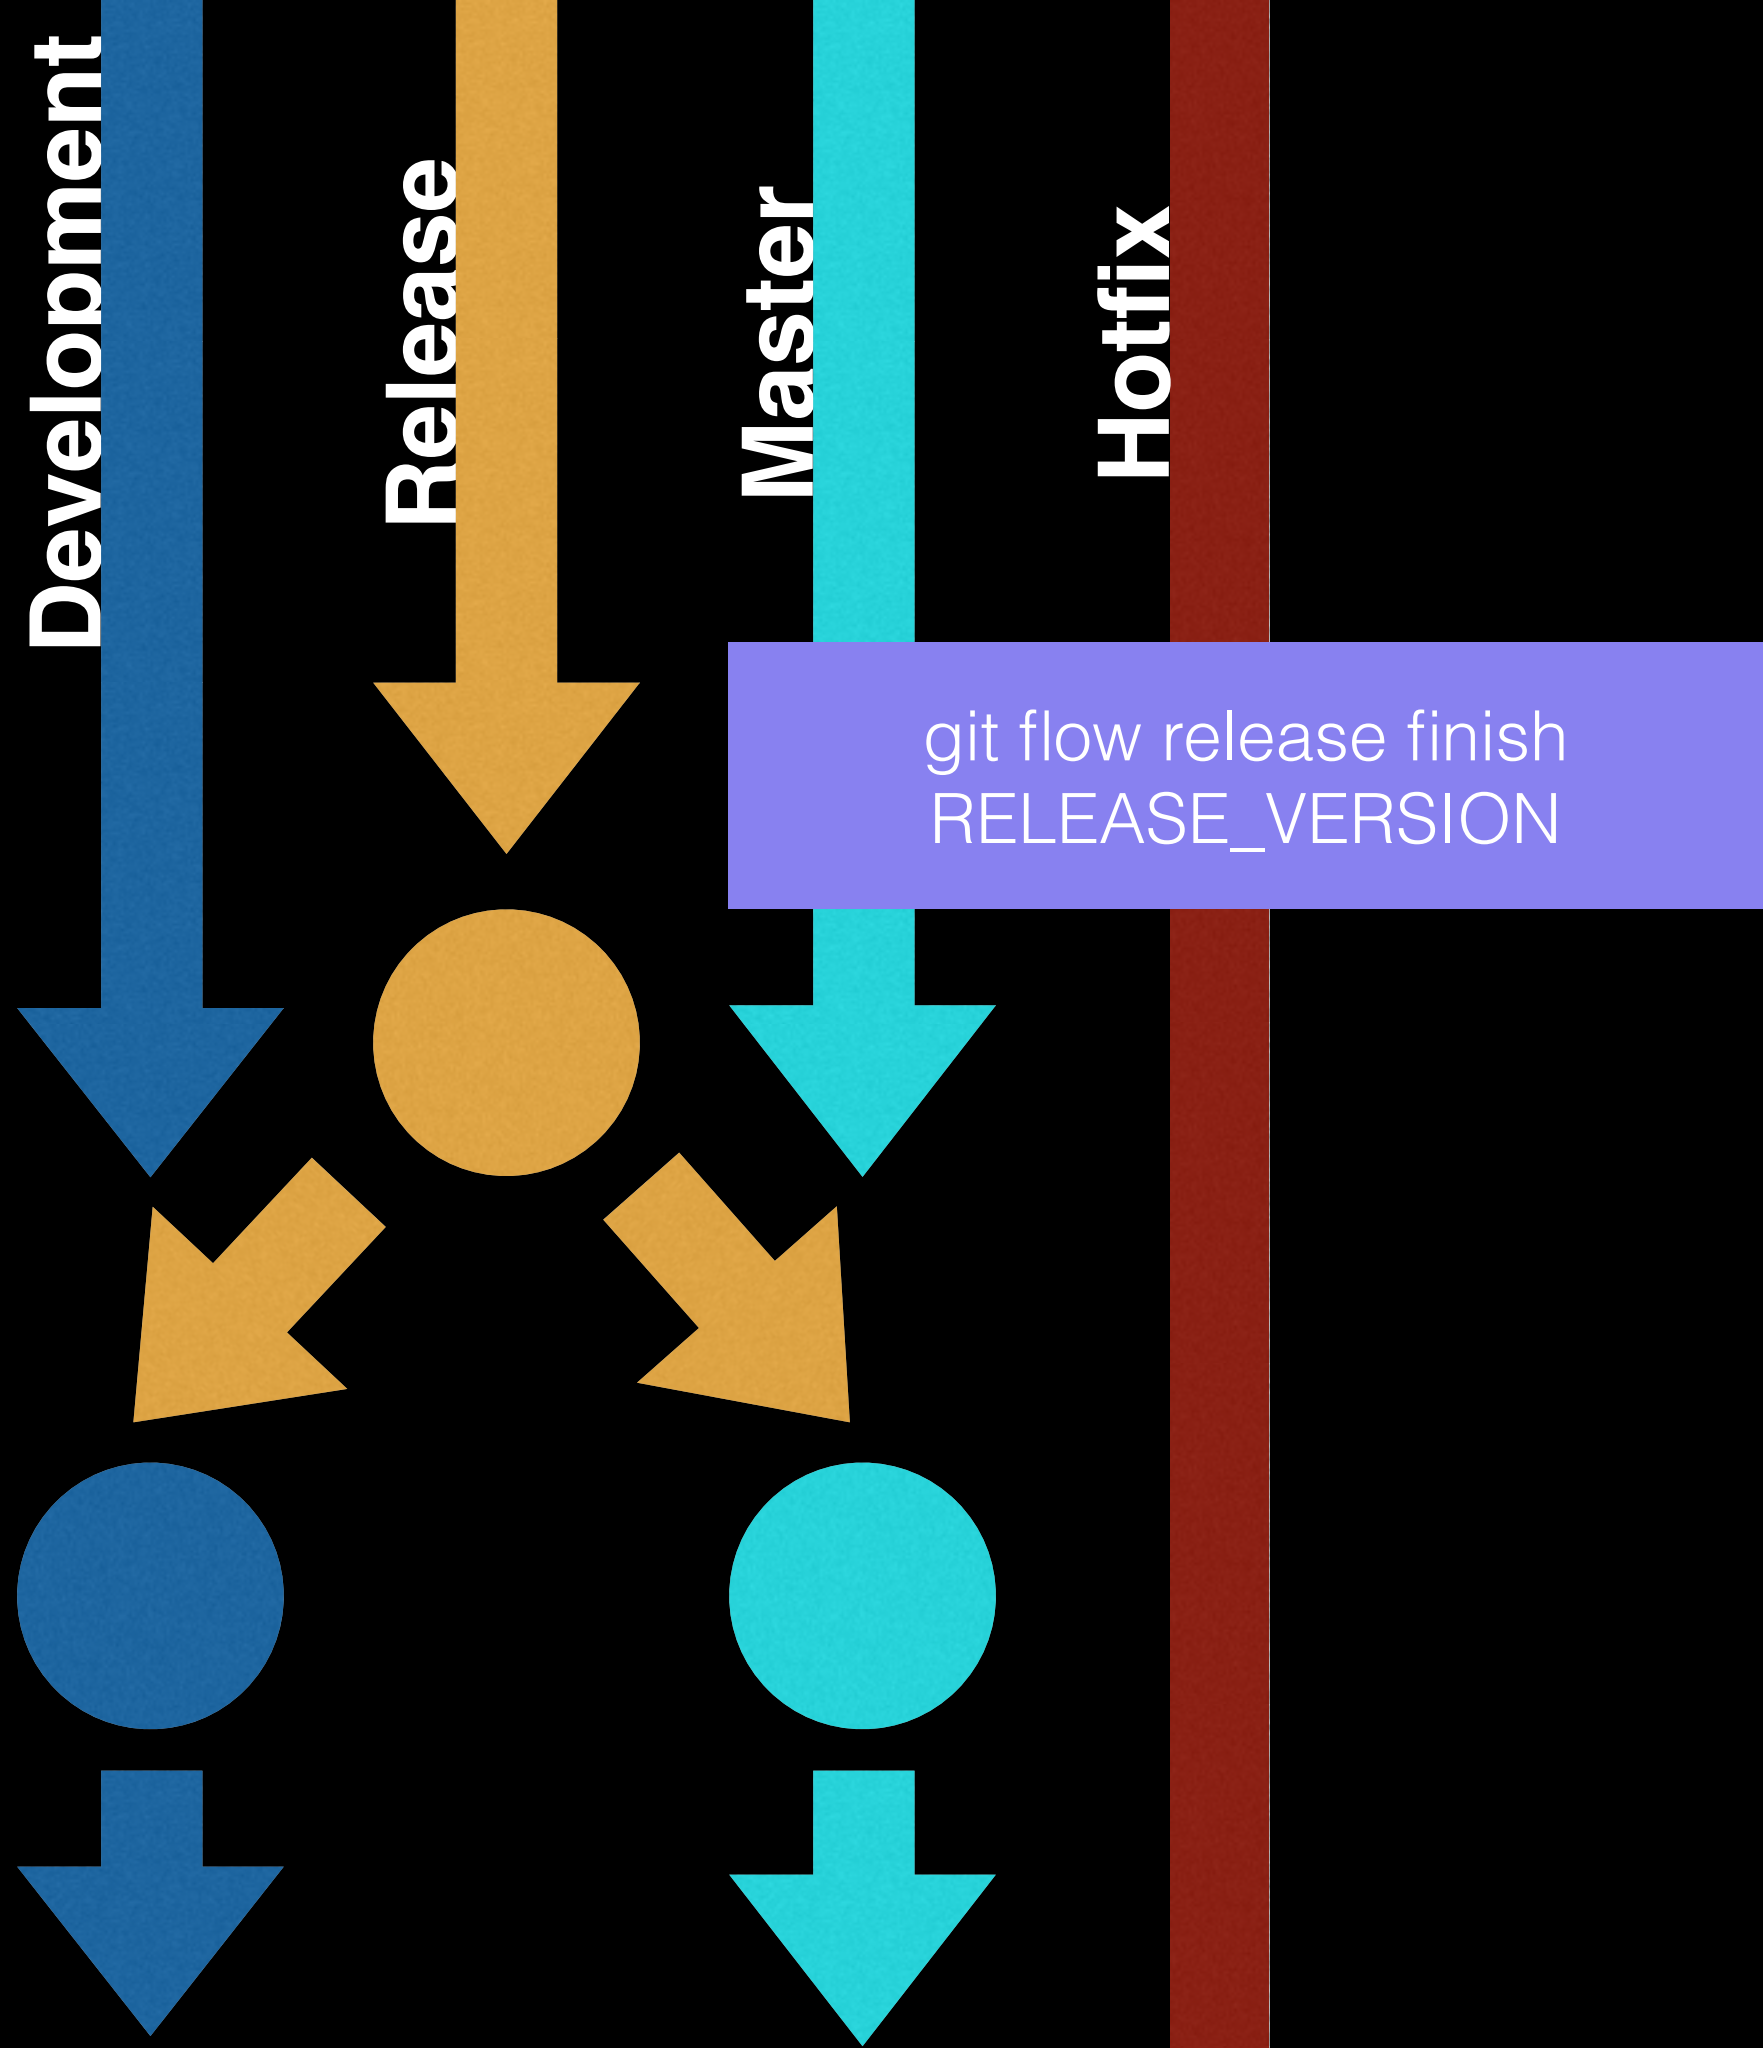 Development
Release
Master
Hotfix
git flow release finish
RELEASE_VERSION